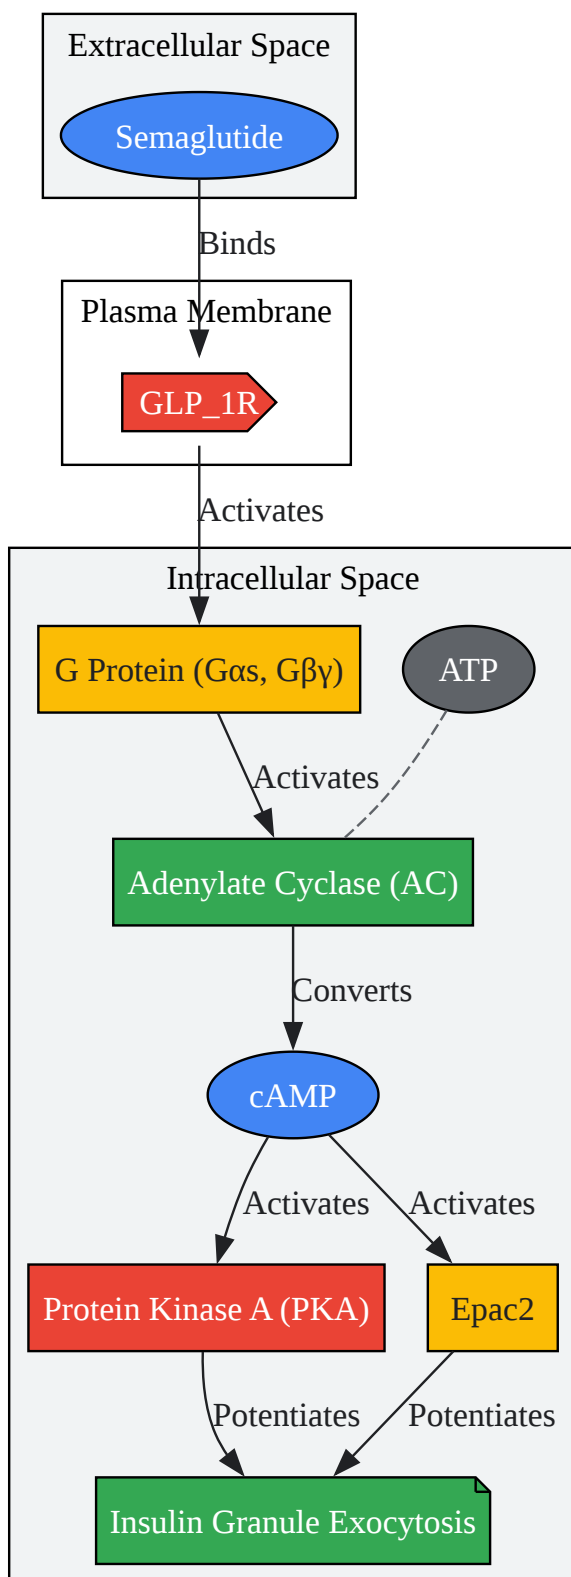 Extracellular Space
Semaglutide
Binds
Plasma Membrane
GLP_1R
Activates
Intracellular Space
G Protein (Gαs, Gβγ)
ATP
Activates
Adenylate Cyclase (AC)
Converts
cAMP
Activates
Activates
Protein Kinase A (PKA)
Epac2
Potentiates
Potentiates
Insulin Granule Exocytosis